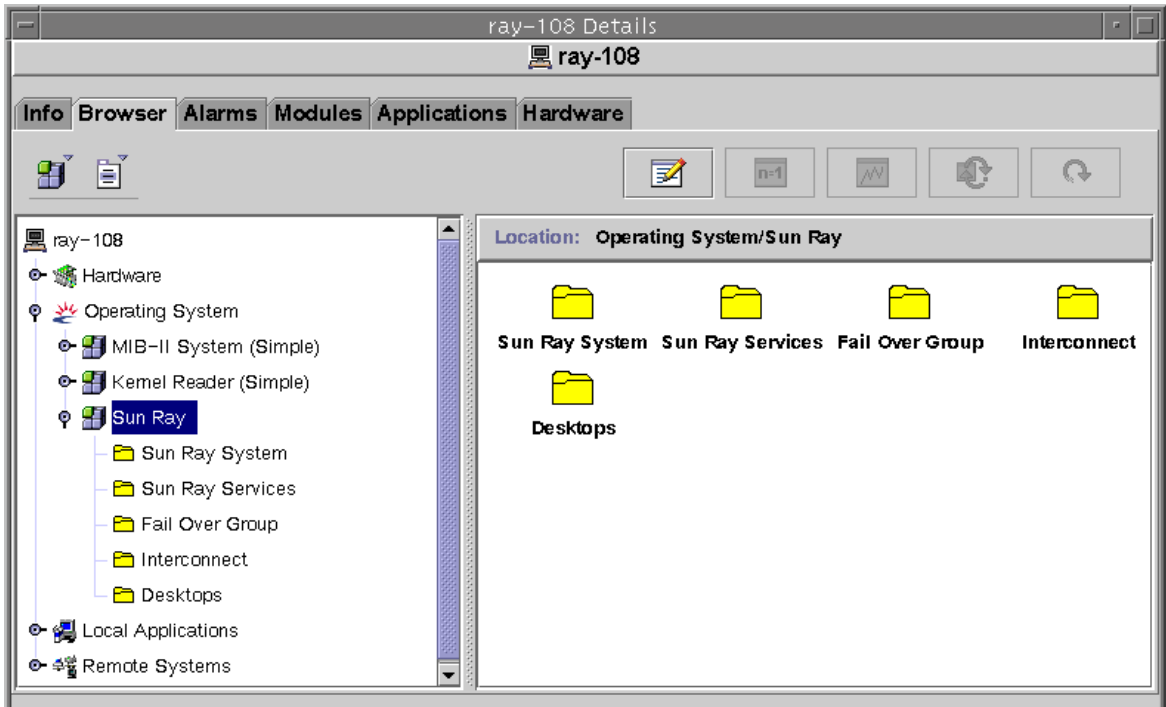 ray-108 Details
ray-108
Info Browser Alarms Modules Applications Hardware
n=1
ray-108
Hardware
Operating System
MIB-II System (Simple)
Kernel Reader (Simple)
Sun Ray
Sun Ray System
Sun Ray Services
Fail Over Group
Interconnect
Desktops
Local Applications
Remote Systems
Location: Operating System/Sun Ray
Sun Ray System Sun Ray Services Fail Over Group Interconnect
Desktops